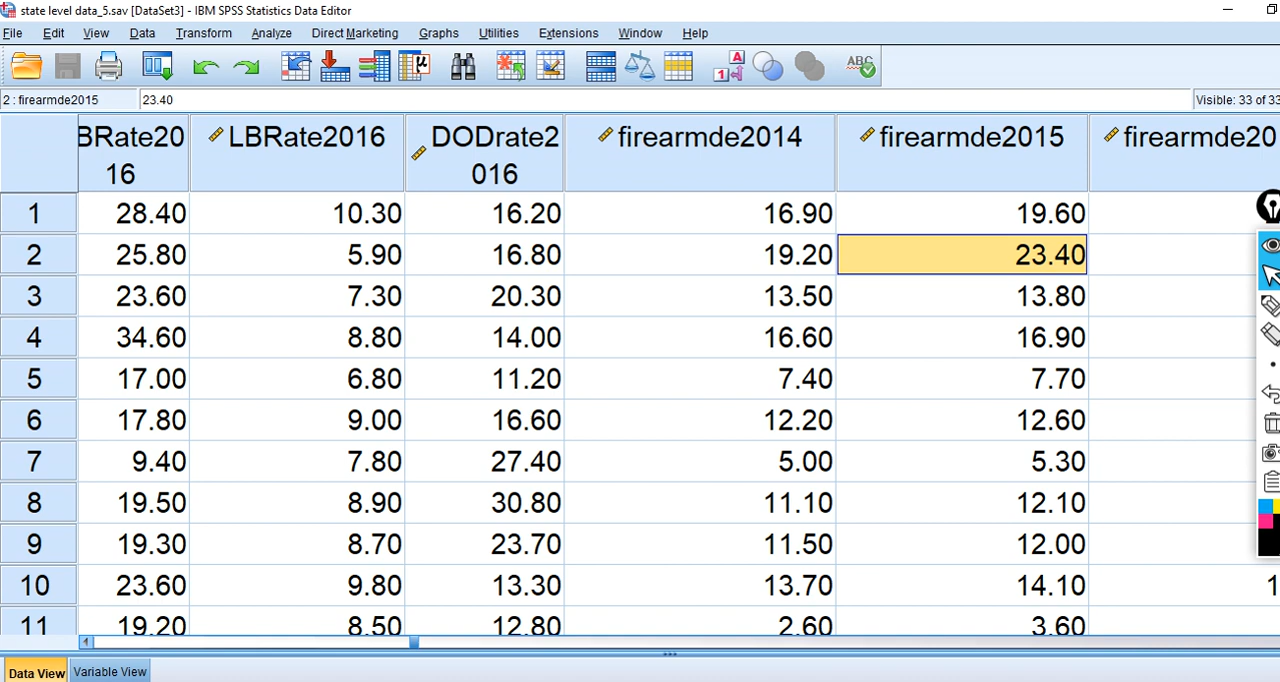 state level data_5.sav [DataSet3] - IBM SPSS Statistics Data Editor
File Edit View Data Transform Analyze Direct Marketing Graphs Utilities Extensions Window Help
2 : firearmde2015 23.40 Visible: 33 of 33
BRate2016 LBRate2016 DODrate2016 firearmde2014 firearmde2015 firearmde20
1 28.40 10.30 16.20 16.90 19.60
2 25.80 5.90 16.80 19.20 23.40
3 23.60 7.30 20.30 13.50 13.80
4 34.60 8.80 14.00 16.60 16.90
5 17.00 6.80 11.20 7.40 7.70
6 17.80 9.00 16.60 12.20 12.60
7 9.40 7.80 27.40 5.00 5.30
8 19.50 8.90 30.80 11.10 12.10
9 19.30 8.70 23.70 11.50 12.00
10 23.60 9.80 13.30 13.70 14.10 1
11 19.20 8.50 12.80 2.60 3.60
Data View Variable View